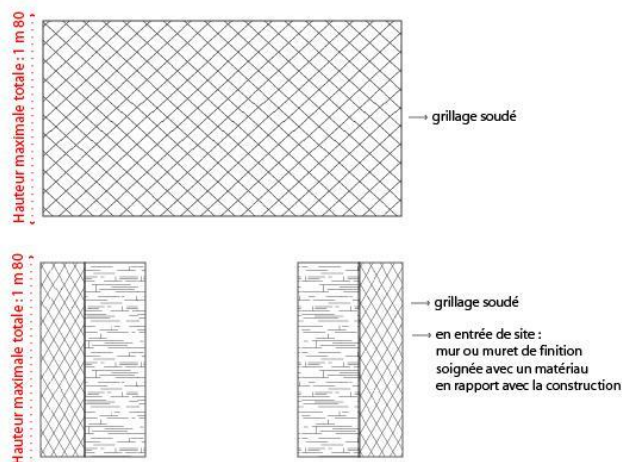 Hauteur maximale totale : 1 m 80
grillage soudé
Hauteur maximale totale : 1 m 80
grillage soudé
en entrée de site :
mur ou muret de finition
soignée avec un matériau
en rapport avec la construction